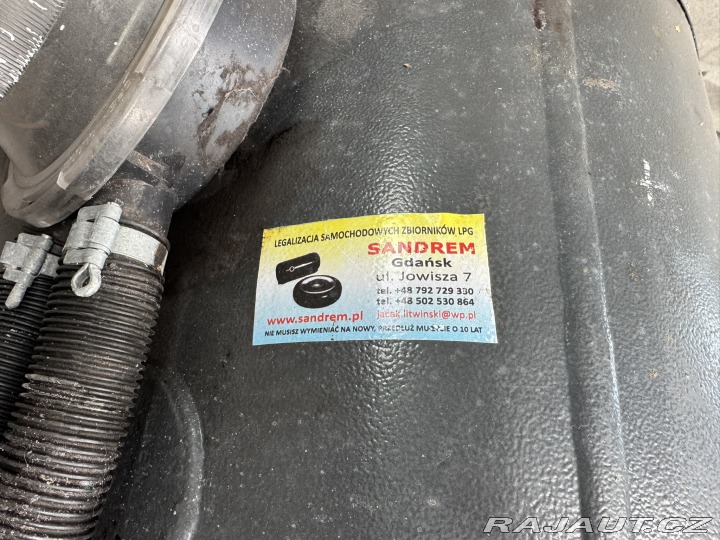 LEGALIZACJA SAMOCHODOWYCH ZBIORNIKÓW LPG
SANDREM
Gdańsk
ul. Jowisza 7
tel. +48 792 729 330
tel. +48 502 530 864
www.sandrem.pl jacek.litwinski@wp.pl
NIE MUSISZ WYMIENIAĆ NA NOWY, PRZEDŁUŻ MU ŻYCIE O 10 LAT
RAJAUT.CZ